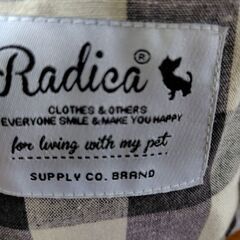 Radica®
CLOTHES & OTHERS
EVERYONE SMILE & MAKE YOU HAPPY
for living with my pet
SUPPLY CO. BRAND